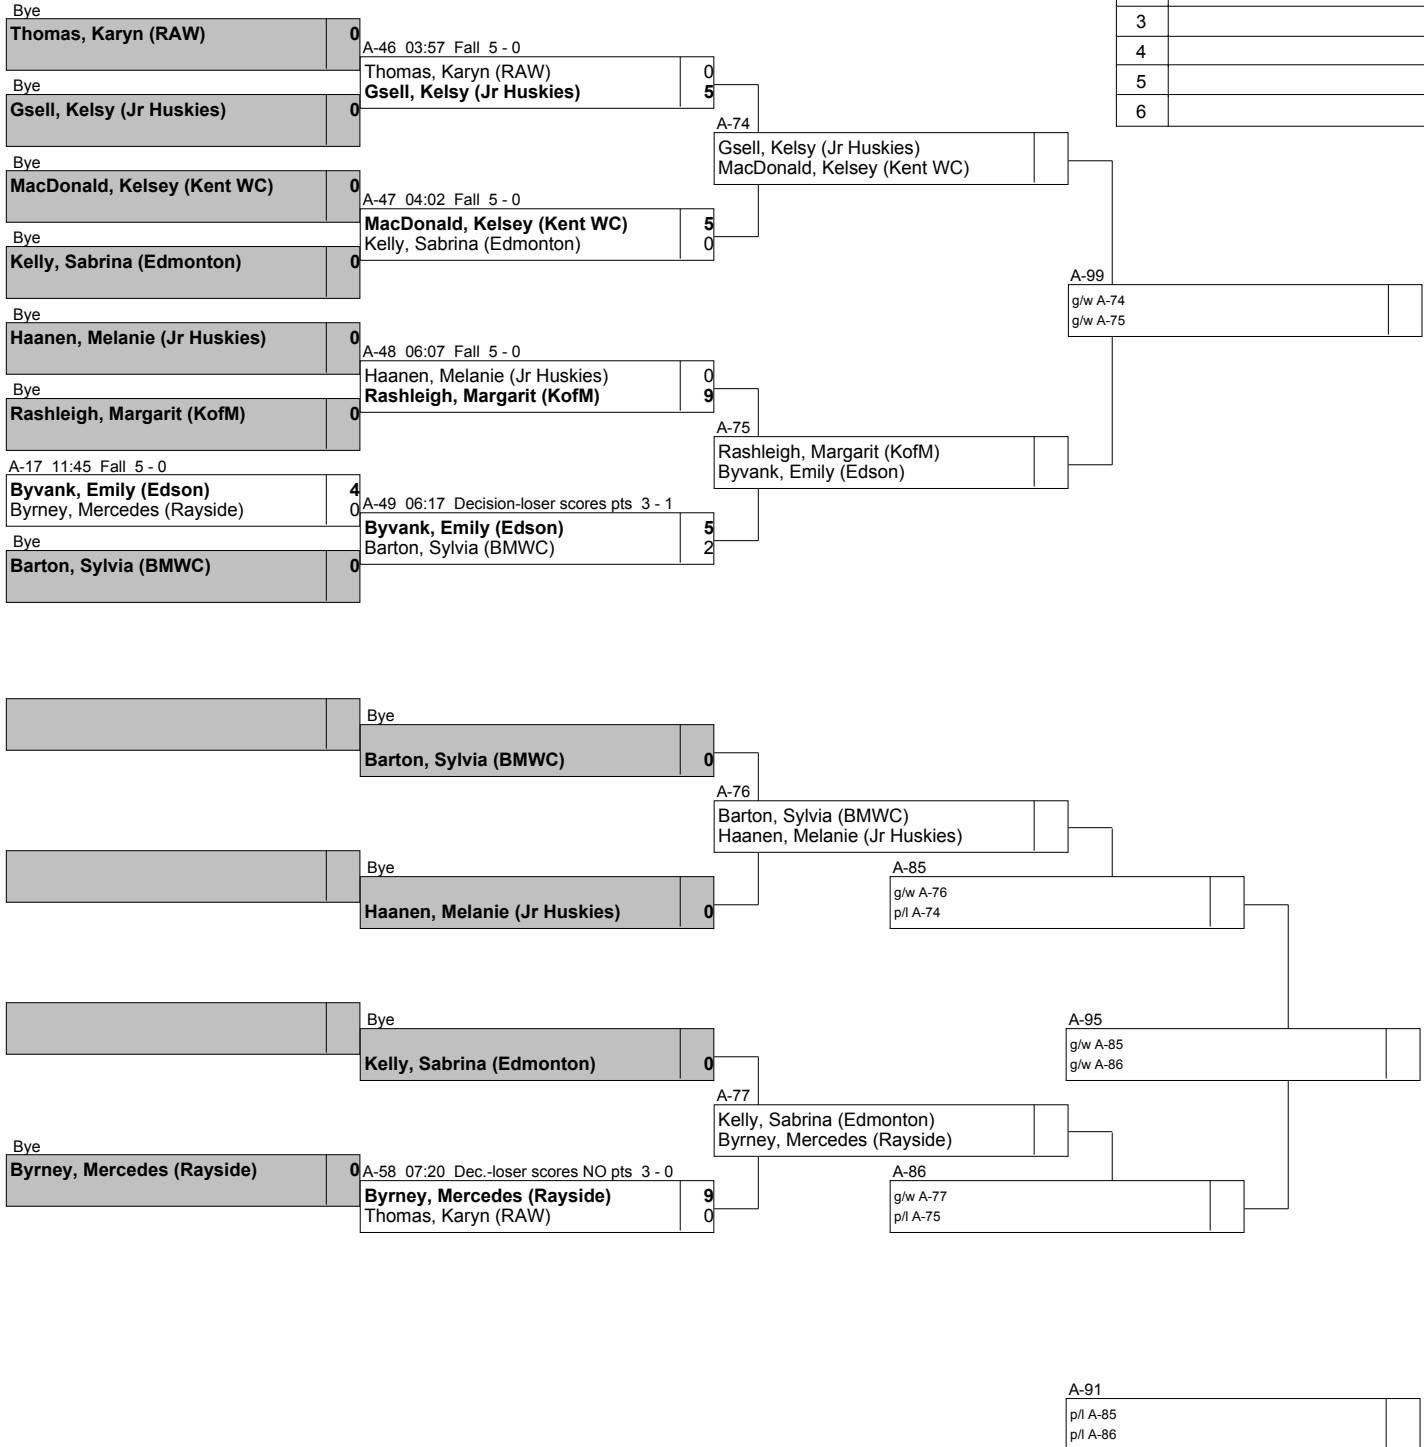 3
4
5
6
Bye
Thomas, Karyn (RAW) 0
Bye
Gsell, Kelsy (Jr Huskies) 0
Bye
MacDonald, Kelsey (Kent WC) 0
Bye
Kelly, Sabrina (Edmonton) 0
Bye
Haanen, Melanie (Jr Huskies) 0
Bye
Rashleigh, Margarit (KofM) 0
A-17 11:45 Fall 5 - 0
Byvank, Emily (Edson) 4
Byrney, Mercedes (Rayside) 0
Bye
Barton, Sylvia (BMWC) 0
A-46 03:57 Fall 5 - 0
Thomas, Karyn (RAW) 0
Gsell, Kelsy (Jr Huskies) 5
A-47 04:02 Fall 5 - 0
MacDonald, Kelsey (Kent WC) 5
Kelly, Sabrina (Edmonton) 0
A-48 06:07 Fall 5 - 0
Haanen, Melanie (Jr Huskies) 0
Rashleigh, Margarit (KofM) 9
A-49 06:17 Decision-loser scores pts 3 - 1
Byvank, Emily (Edson) 5
Barton, Sylvia (BMWC) 2
A-74
Gsell, Kelsy (Jr Huskies)
MacDonald, Kelsey (Kent WC)
A-75
Rashleigh, Margarit (KofM)
Byvank, Emily (Edson)
A-99
g/w A-74
g/w A-75
Bye
Barton, Sylvia (BMWC) 0
Bye
Haanen, Melanie (Jr Huskies) 0
Bye
Kelly, Sabrina (Edmonton) 0
Bye
Byrney, Mercedes (Rayside) 0
A-58 07:20 Dec.-loser scores NO pts 3 - 0
Byrney, Mercedes (Rayside) 9
Thomas, Karyn (RAW) 0
A-76
Barton, Sylvia (BMWC)
Haanen, Melanie (Jr Huskies)
A-77
Kelly, Sabrina (Edmonton)
Byrney, Mercedes (Rayside)
A-85
g/w A-76
p/l A-74
A-86
g/w A-77
p/l A-75
A-95
g/w A-85
g/w A-86
A-91
p/l A-85
p/l A-86